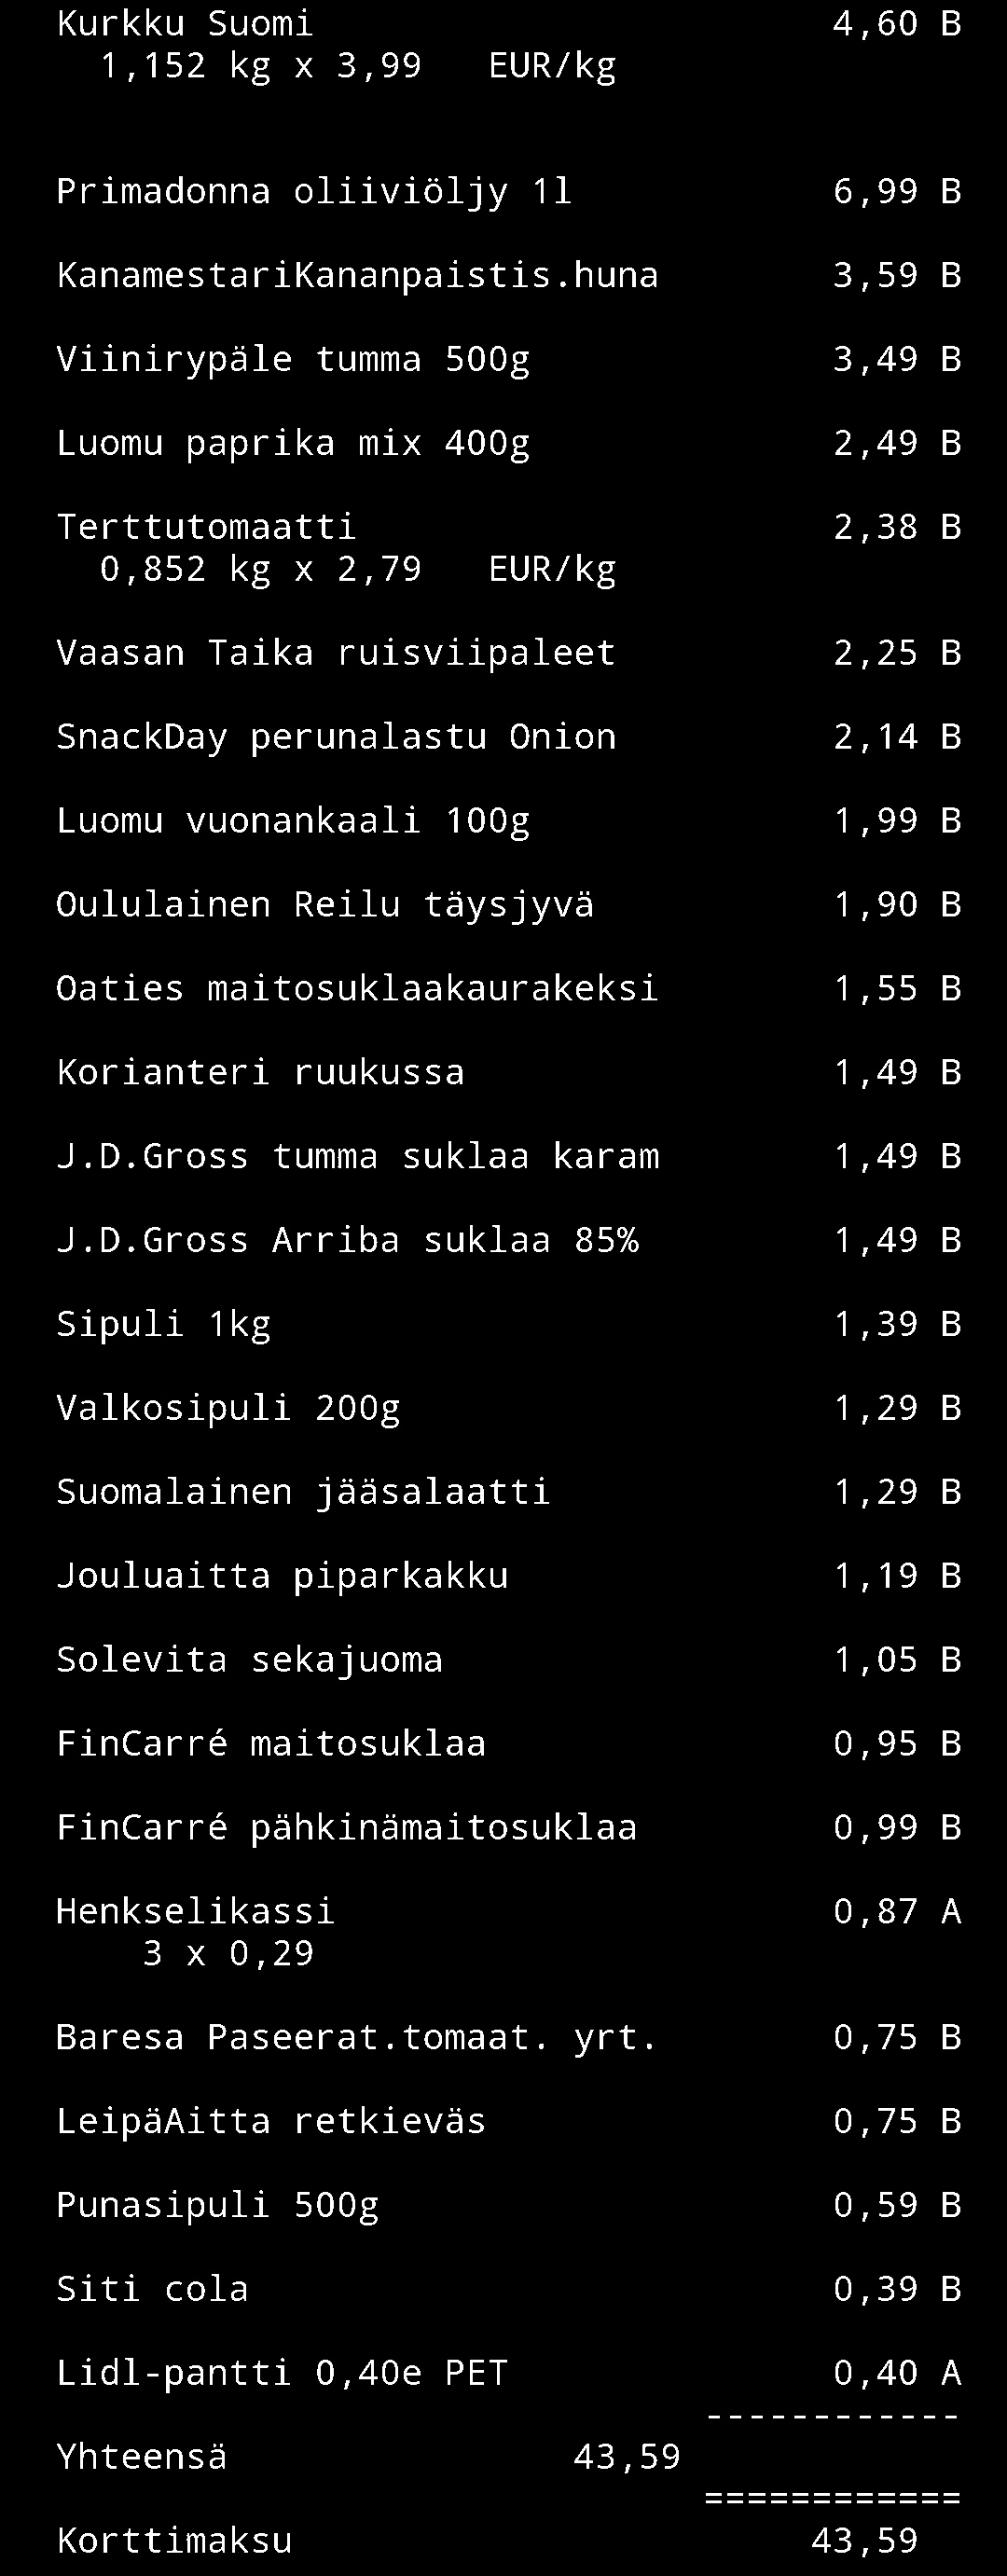 Kurkku Suomi 4,60 B
1,152 kg x 3,99 EUR/kg
Primadonna oliiviöljy 1l 6,99 B
KanamestariKananpaistis.huna 3,59 B
Viinirypäle tumma 500g 3,49 B
Luomu paprika mix 400g 2,49 B
Terttutomaatti 2,38 B
0,852 kg x 2,79 EUR/kg
Vaasan Taika ruisviipaleet 2,25 B
SnackDay perunalastu Onion 2,14 B
Luomu vuonankaali 100g 1,99 B
Oululainen Reilu täysjyvä 1,90 B
Oaties maitosuklaakaurakeksi 1,55 B
Korianteri ruukussa 1,49 B
J.D.Gross tumma suklaa karam 1,49 B
J.D.Gross Arriba suklaa 85% 1,49 B
Sipuli 1kg 1,39 B
Valkosipuli 200g 1,29 B
Suomalainen jääsalaatti 1,29 B
Jouluaitta piparkakku 1,19 B
Solevita sekajuoma 1,05 B
FinCarré maitosuklaa 0,95 B
FinCarré pähkinämaitosuklaa 0,99 B
Henkselikassi 0,87 A
3 x 0,29
Baresa Paseerat.tomaat. yrt. 0,75 B
LeipäAitta retkieväs 0,75 B
Punasipuli 500g 0,59 B
Siti cola 0,39 B
Lidl-pantti 0,40e PET 0,40 A
------------
Yhteensä 43,59
============
Korttimaksu 43,59